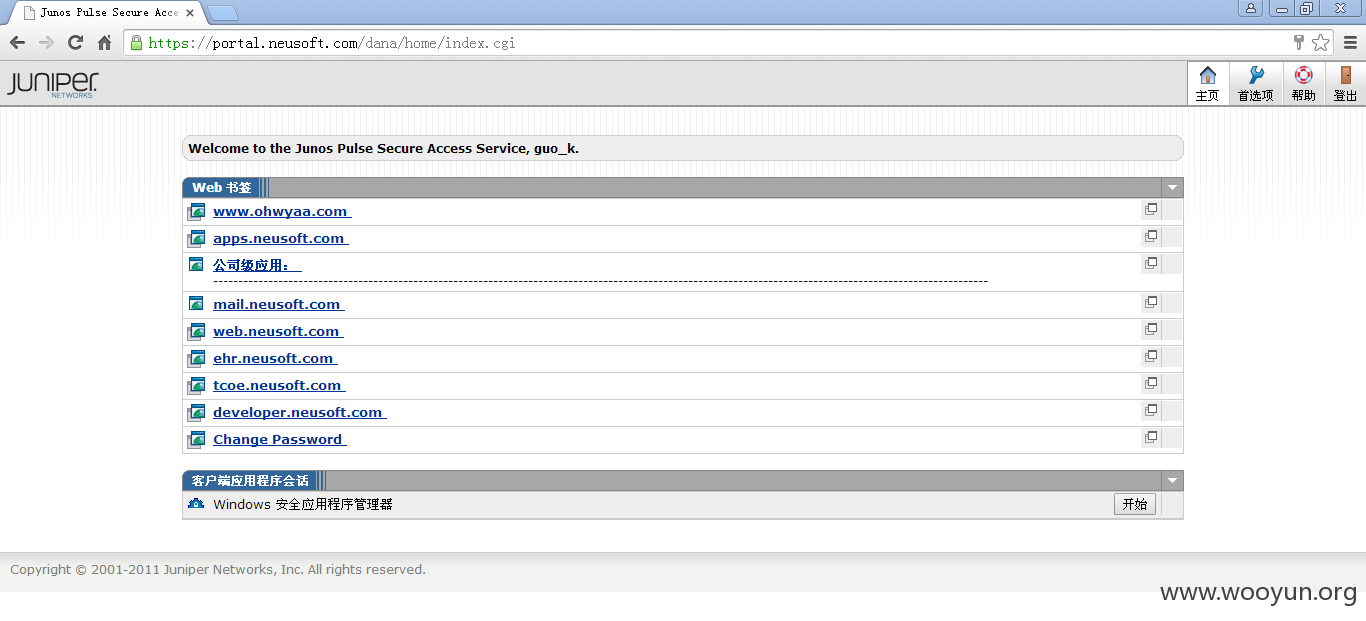 Junos Pulse Secure Acce
https://portal.neusoft.com/dana/home/index.cgi
JUNIPER
NETWORKS
主页
首选项
帮助
登出
Welcome to the Junos Pulse Secure Access Service, guo_k.
Web 书签
www.ohwyaa.com
apps.neusoft.com
公司级应用：
mail.neusoft.com
web.neusoft.com
ehr.neusoft.com
tcoe.neusoft.com
developer.neusoft.com
Change Password
客户端应用程序会话
Windows 安全应用程序管理器
开始
Copyright © 2001-2011 Juniper Networks, Inc. All rights reserved.
www.wooyun.org